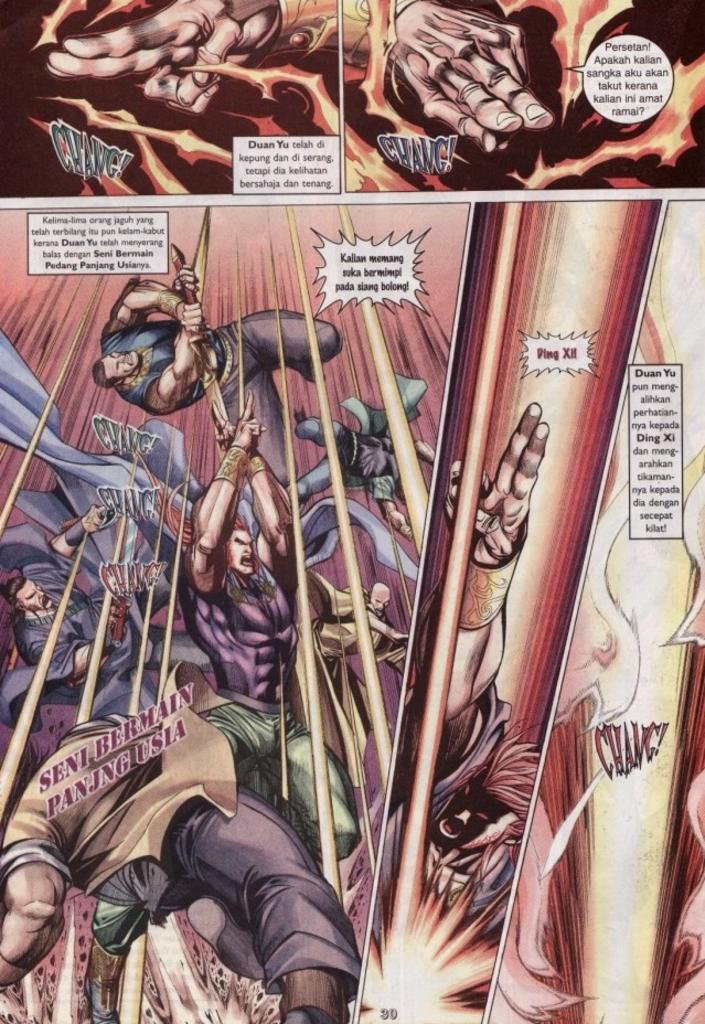 CHANG!
Duan Yu telah di
kepung dan di serang,
tetapi dia kelihatan
bersahaja dan tenang.
CHANG!
Persetan!
Apakah kalian
sangka aku akan
takut kerana
kalian ini amat
ramai?
Kelima-lima orang jaguh yang
telah terbilang itu pun kelam-kabut
kerana Duan Yu telah menyerang
balas dengan Seni Bermain
Pedang Panjang Usianya.
Kalian memang
suka bermimpi
pada siang bolong!
CHANG!
CHANG!
CHANG!
SENI BERMAIN
PANJNG USIA
Ding Xi!
Duan Yu
pun meng-
alihkan
perhatian-
nya kepada
Ding Xi
dan meng-
arahkan
tikaman-
nya kepada
dia dengan
secepat
kilat!
CHANG!
30